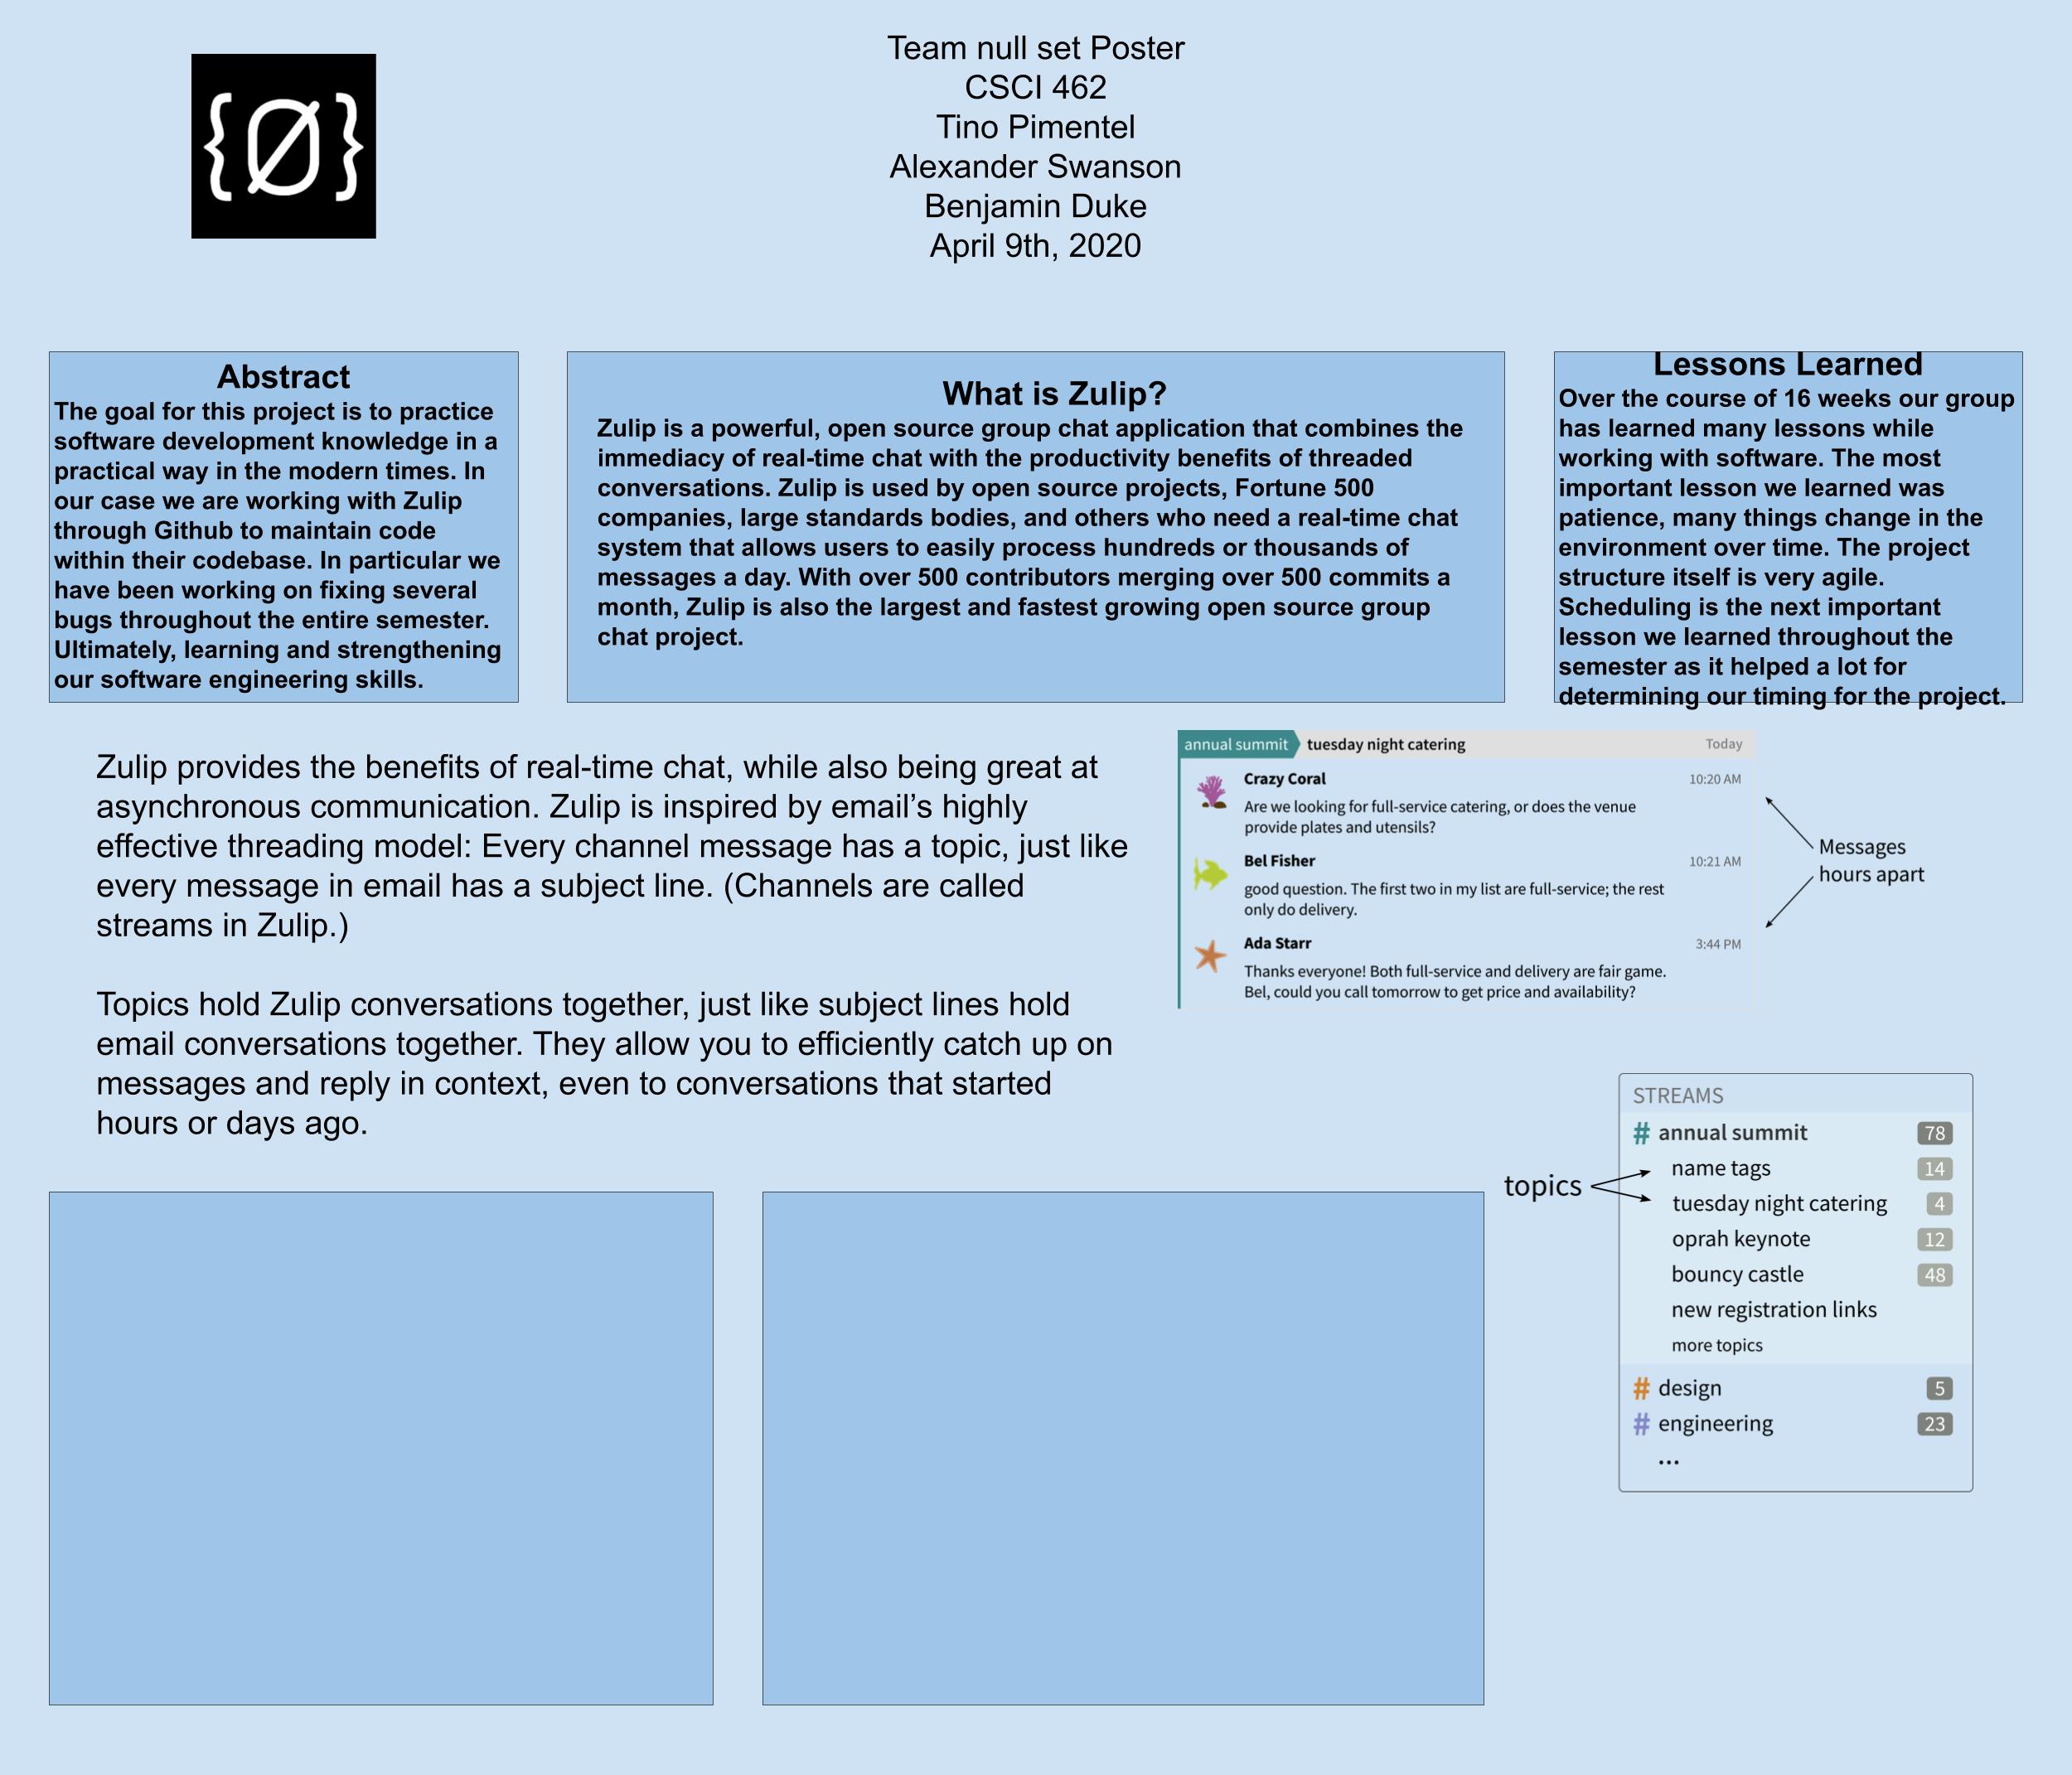 {Ø}
Team null set Poster
CSCI 462
Tino Pimentel
Alexander Swanson
Benjamin Duke
April 9th, 2020
Abstract
The goal for this project is to practice
software development knowledge in a
practical way in the modern times. In
our case we are working with Zulip
through Github to maintain code
within their codebase. In particular we
have been working on fixing several
bugs throughout the entire semester.
Ultimately, learning and strengthening
our software engineering skills.
What is Zulip?
Zulip is a powerful, open source group chat application that combines the
immediacy of real-time chat with the productivity benefits of threaded
conversations. Zulip is used by open source projects, Fortune 500
companies, large standards bodies, and others who need a real-time chat
system that allows users to easily process hundreds or thousands of
messages a day. With over 500 contributors merging over 500 commits a
month, Zulip is also the largest and fastest growing open source group
chat project.
Lessons Learned
Over the course of 16 weeks our group
has learned many lessons while
working with software. The most
important lesson we learned was
patience, many things change in the
environment over time. The project
structure itself is very agile.
Scheduling is the next important
lesson we learned throughout the
semester as it helped a lot for
determining our timing for the project.
Zulip provides the benefits of real-time chat, while also being great at
asynchronous communication. Zulip is inspired by email’s highly
effective threading model: Every channel message has a topic, just like
every message in email has a subject line. (Channels are called
streams in Zulip.)
Topics hold Zulip conversations together, just like subject lines hold
email conversations together. They allow you to efficiently catch up on
messages and reply in context, even to conversations that started
hours or days ago.
annual summit tuesday night catering Today
Crazy Coral 10:20 AM
Are we looking for full-service catering, or does the venue
provide plates and utensils?
Bel Fisher 10:21 AM
good question. The first two in my list are full-service; the rest
only do delivery.
Ada Starr 3:44 PM
Thanks everyone! Both full-service and delivery are fair game.
Bel, could you call tomorrow to get price and availability?
Messages
hours apart
topics
STREAMS
# annual summit 78
name tags 14
tuesday night catering 4
oprah keynote 12
bouncy castle 48
new registration links
more topics
# design 5
# engineering 23
...